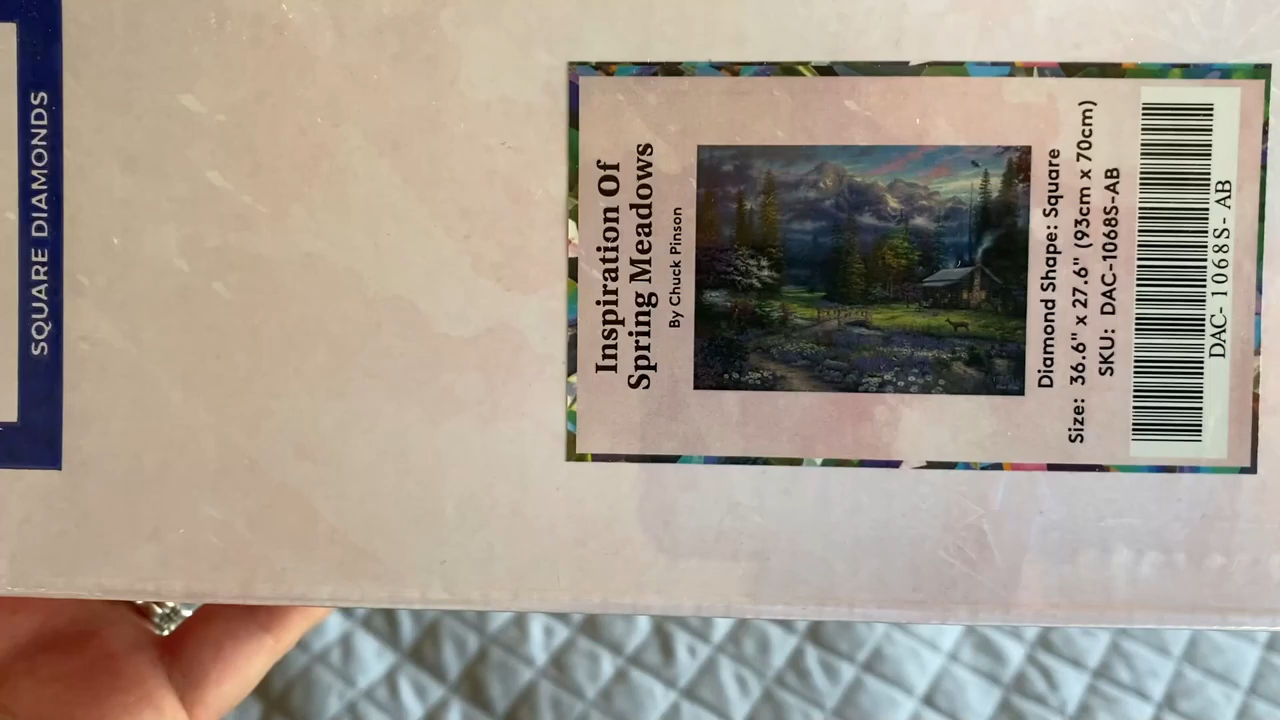 SQUARE DIAMONDS
Inspiration Of
Spring Meadows
By Chuck Pinson
Diamond Shape: Square
Size: 36.6" x 27.6" (93cm x 70cm)
SKU: DAC-1068S-AB
DAC- 1068S- AB